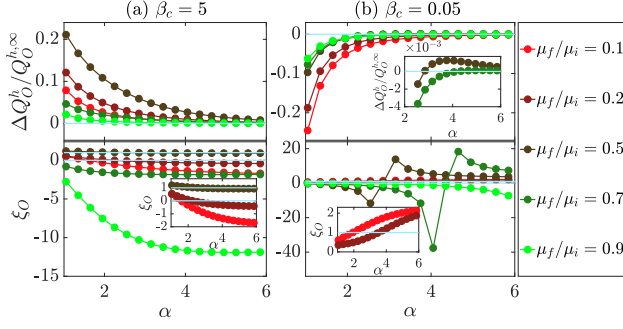 (a) β_c = 5
(b) β_c = 0.05
ΔQ_O^h/Q_O^{h,∞}
0.2
0.1
0
0
-0.1
-0.2
×10⁻³
ΔQ_O^h/Q_O^{h,∞}
4
0
-4
2
4
6
α
ξ_O
0
-5
-10
-15
ξ_O
1
0
-1
-2
2
4
6
α
20
0
-20
-40
ξ_O
2
1
0
2
4
6
α
2
4
6
α
2
4
6
α
μ_f/μ_i = 0.1
μ_f/μ_i = 0.2
μ_f/μ_i = 0.5
μ_f/μ_i = 0.7
μ_f/μ_i = 0.9